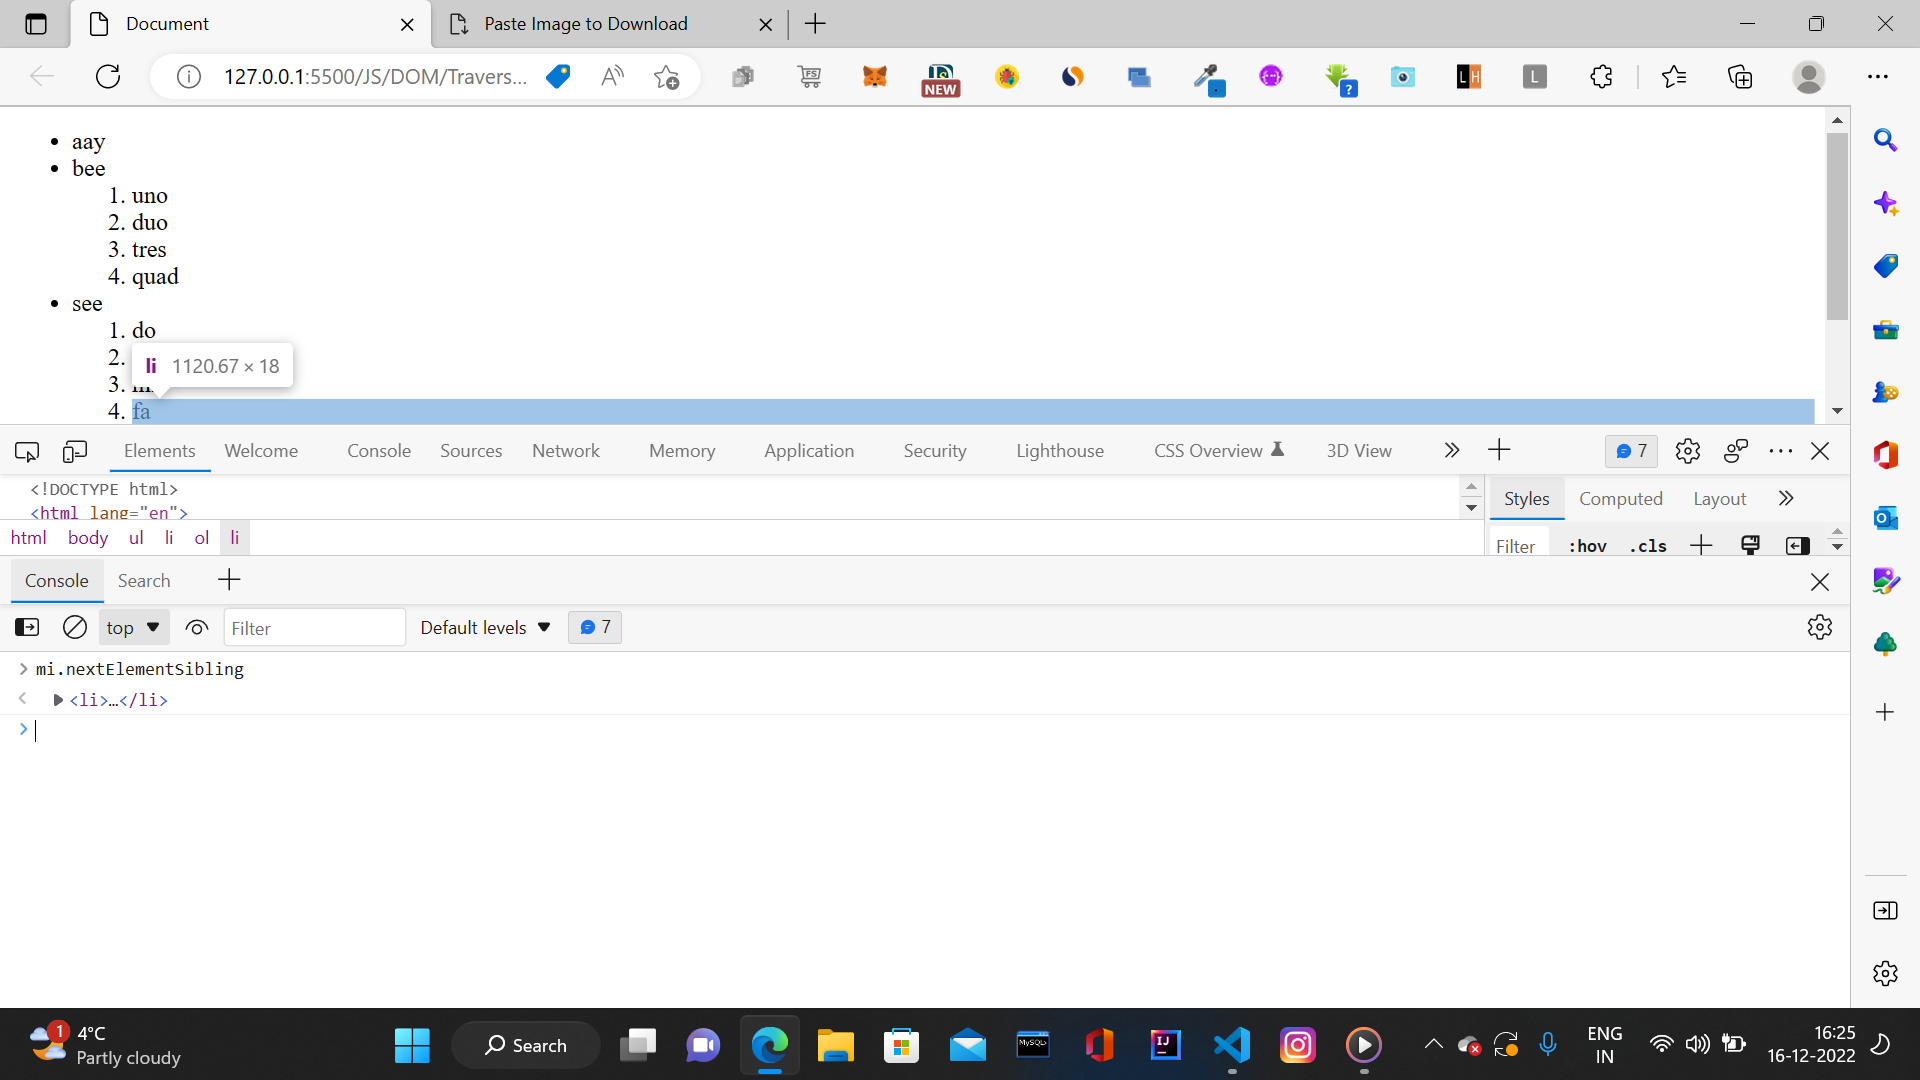 Document
Paste Image to Download
127.0.0.1:5500/JS/DOM/Travers...
NEW
aay
bee
1. uno
2. duo
3. tres
4. quad
see
1. do
2.
li 1120.67 × 18
3.
4. fa
Elements Welcome Console Sources Network Memory Application Security Lighthouse CSS Overview 3D View 7
<!DOCTYPE html>
<html lang="en">
Styles Computed Layout
html body ul li ol li
Filter :hov .cls
Console Search
top Filter Default levels 7
mi.nextElementSibling
<li>…</li>
1 4°C
Partly cloudy
Search
MySQL
IJ
ENG
IN
16:25
16-12-2022